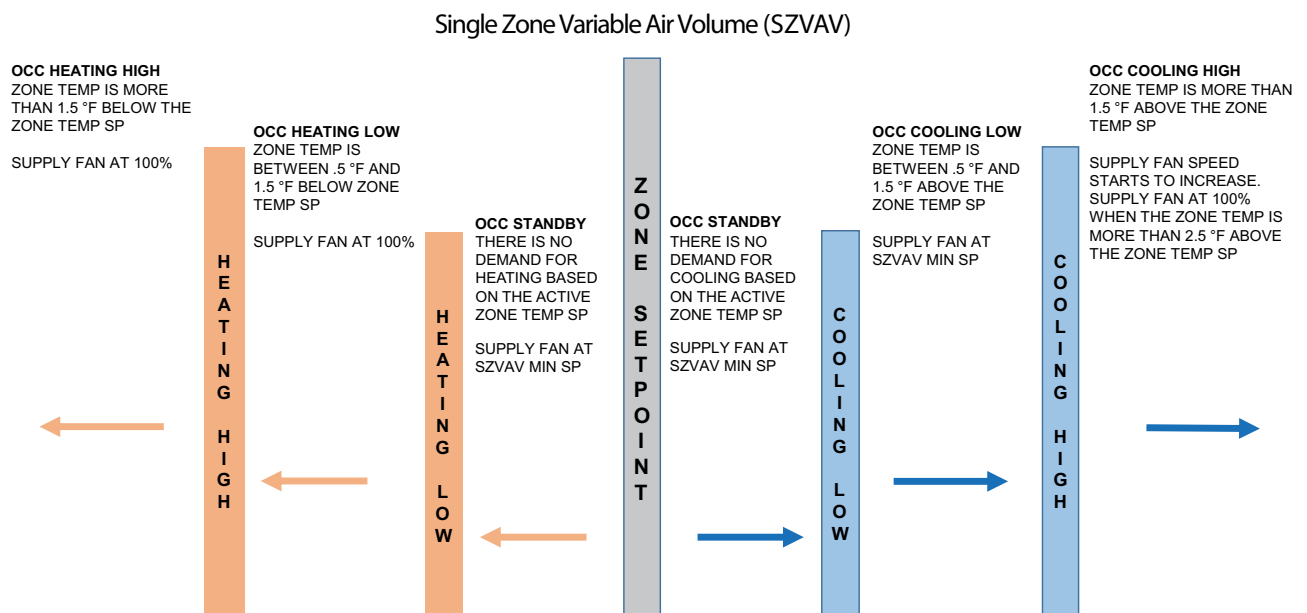 Single Zone Variable Air Volume (SZVAV)
OCC HEATING HIGH
ZONE TEMP IS MORE
THAN 1.5 °F BELOW THE
ZONE TEMP SP
SUPPLY FAN AT 100%
HEATING HIGH
OCC HEATING LOW
ZONE TEMP IS
BETWEEN .5 °F AND
1.5 °F BELOW ZONE
TEMP SP
SUPPLY FAN AT 100%
HEATING LOW
OCC STANDBY
THERE IS NO
DEMAND FOR
HEATING BASED
ON THE ACTIVE
ZONE TEMP SP
SUPPLY FAN AT
SZVAV MIN SP
ZONE SETPOINT
OCC STANDBY
THERE IS NO
DEMAND FOR
COOLING BASED
ON THE ACTIVE
ZONE TEMP SP
SUPPLY FAN AT
SZVAV MIN SP
COOLING LOW
OCC COOLING LOW
ZONE TEMP IS
BETWEEN .5 °F AND
1.5 °F ABOVE THE
ZONE TEMP SP
SUPPLY FAN AT
SZVAV MIN SP
COOLING HIGH
OCC COOLING HIGH
ZONE TEMP IS MORE THAN
1.5 °F ABOVE THE ZONE
TEMP SP
SUPPLY FAN SPEED
STARTS TO INCREASE.
SUPPLY FAN AT 100%
WHEN THE ZONE TEMP IS
MORE THAN 2.5 °F ABOVE
THE ZONE TEMP SP